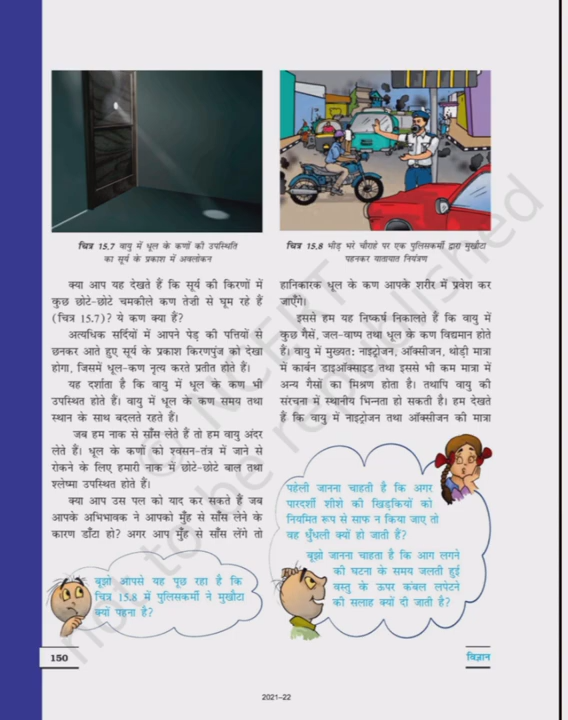 चित्र 15.7 वायु में धूल के कणों की उपस्थिति
का सूर्य के प्रकाश में अवलोकन
चित्र 15.8 भीड़ भरे चौराहे पर एक पुलिसकर्मी द्वारा मुखौटा
पहनकर यातायात नियंत्रण
क्या आप यह देखते हैं कि सूर्य की किरणों में
कुछ छोटे-छोटे चमकीले कण तेज़ी से घूम रहे हैं
(चित्र 15.7)? ये कण क्या हैं?
अत्यधिक सर्दियों में आपने पेड़ की पत्तियों से
छनकर आते हुए सूर्य के प्रकाश किरणपुंज को देखा
होगा, जिसमें धूल-कण नृत्य करते प्रतीत होते हैं।
यह दर्शाता है कि वायु में धूल के कण भी
उपस्थित होते हैं। वायु में धूल के कण समय तथा
स्थान के साथ बदलते रहते हैं।
जब हम नाक से साँस लेते हैं तो हम वायु अंदर
लेते हैं। धूल के कणों को श्वसन-तंत्र में जाने से
रोकने के लिए हमारी नाक में छोटे-छोटे बाल तथा
श्लेष्मा उपस्थित होते हैं।
क्या आप उस पल को याद कर सकते हैं जब
आपके अभिभावक ने आपको मुँह से साँस लेने के
कारण डाँटा हो? अगर आप मुँह से साँस लेंगे तो
बूझो आपसे यह पूछ रहा है कि
चित्र 15.8 में पुलिसकर्मी ने मुखौटा
क्यों पहना है?
हानिकारक धूल के कण आपके शरीर में प्रवेश कर
जाएँगे।
इससे हम यह निष्कर्ष निकालते हैं कि वायु में
कुछ गैसें, जल-वाष्प तथा धूल के कण विद्यमान होते
हैं। वायु में मुख्यत: नाइट्रोजन, ऑक्सीजन, थोड़ी मात्रा
में कार्बन डाइऑक्साइड तथा इससे भी कम मात्रा में
अन्य गैसों का मिश्रण होता है। तथापि वायु की
संरचना में स्थानीय भिन्नता हो सकती है। हम देखते
हैं कि वायु में नाइट्रोजन तथा ऑक्सीजन की मात्रा
पहेली जानना चाहती है कि अगर
पारदर्शी शीशे की खिड़कियों को
नियमित रूप से साफ न किया जाए तो
वह धुँधली क्यों हो जाती हैं?
बूझो जानना चाहता है कि आग लगने
की घटना के समय जलती हुई
वस्तु के ऊपर कंबल लपेटने
की सलाह क्यों दी जाती है?
150
विज्ञान
2021–22
© NCERT
not to be republished